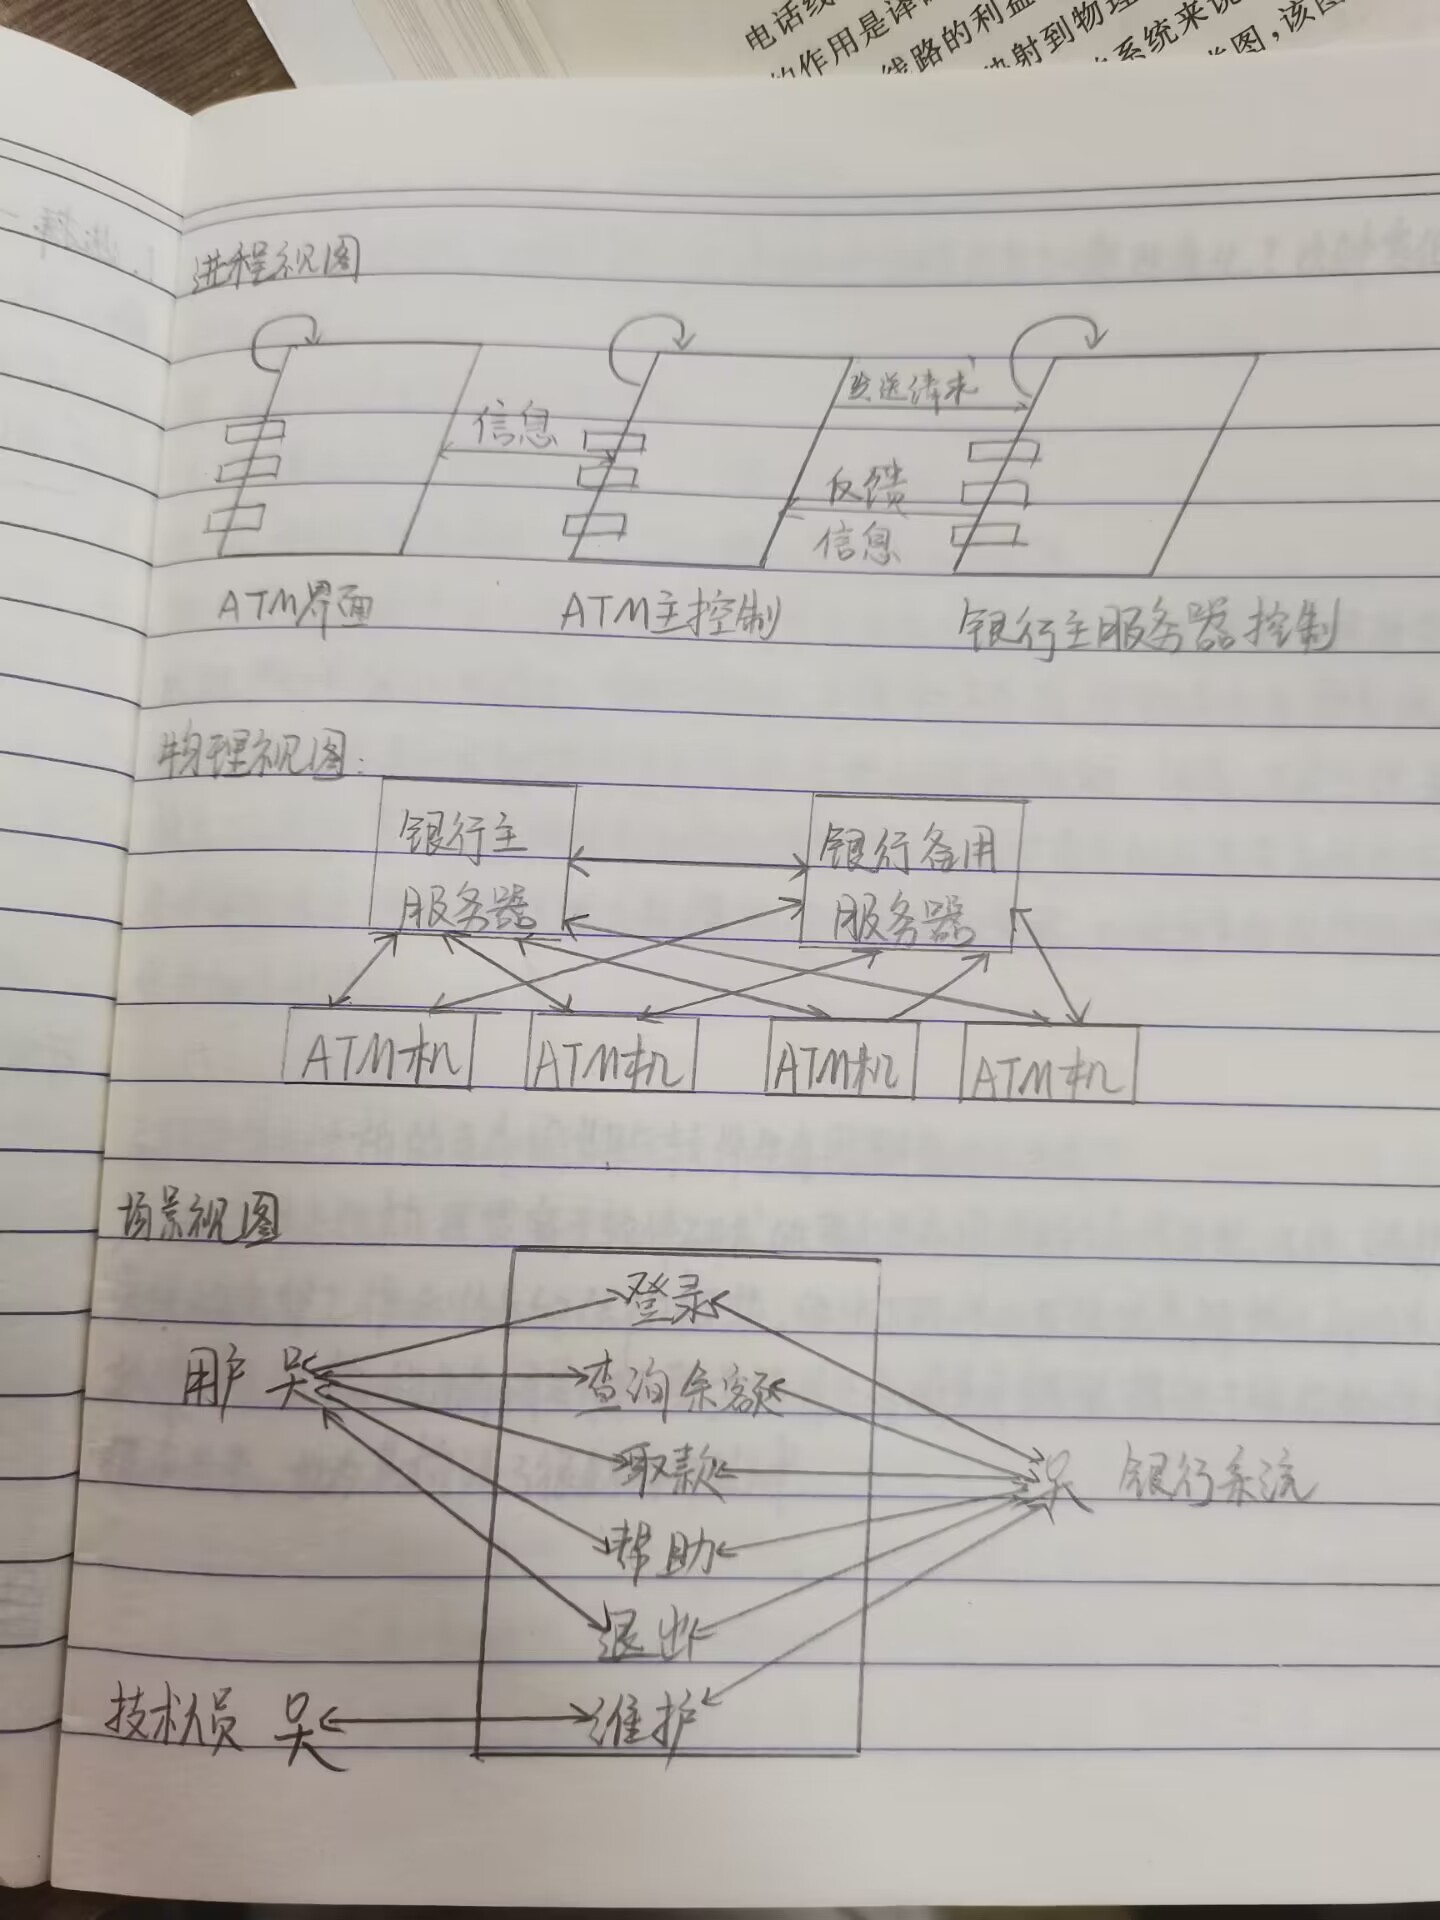 电话线
的作用是译
线路的利益
映射到物理
系统来说
图,该图
进程视图
信息
发送请求
反馈
信息
ATM界面
ATM主控制
银行主服务器控制
物理视图:
银行主
服务器
银行备用
服务器
ATM机
ATM机
ATM机
ATM机
场景视图
登录
用户
查询余额
取款
银行系统
帮助
退出
技术人员
维护